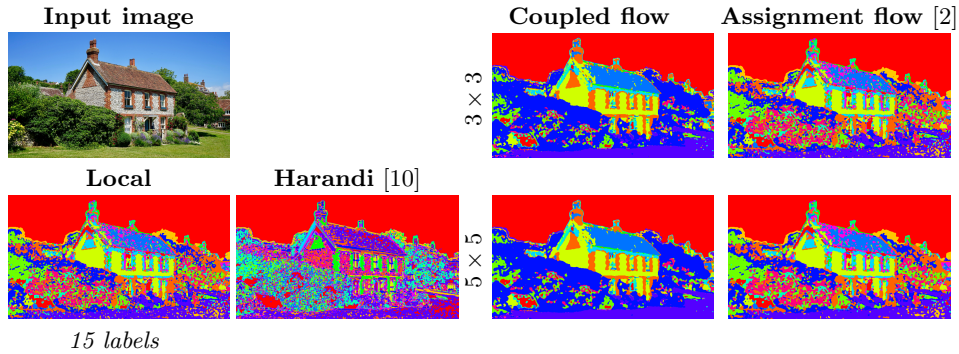 Input image
Coupled flow
Assignment flow [2]
3 × 3
Local
Harandi [10]
5 × 5
15 labels